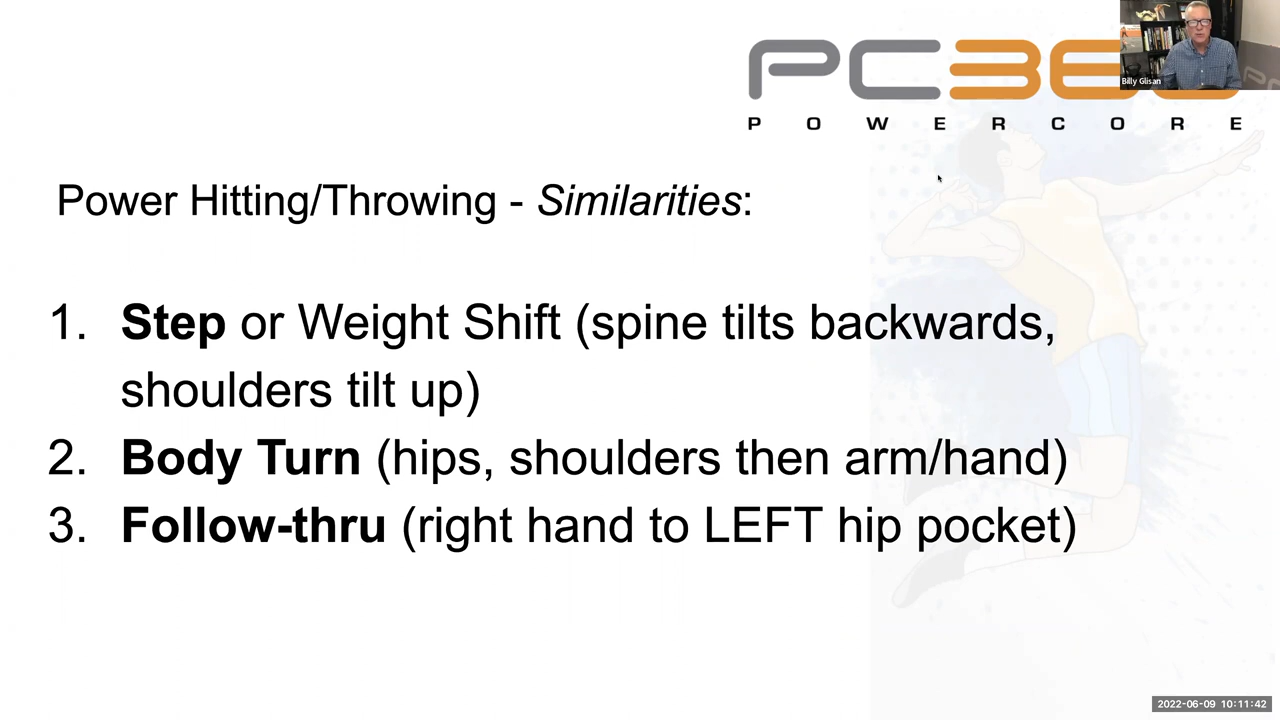 PC36
Billy Glisan
POWERCORE
Power Hitting/Throwing - Similarities:
1. Step or Weight Shift (spine tilts backwards,
shoulders tilt up)
2. Body Turn (hips, shoulders then arm/hand)
3. Follow-thru (right hand to LEFT hip pocket)
2022-06-09 10:11:42